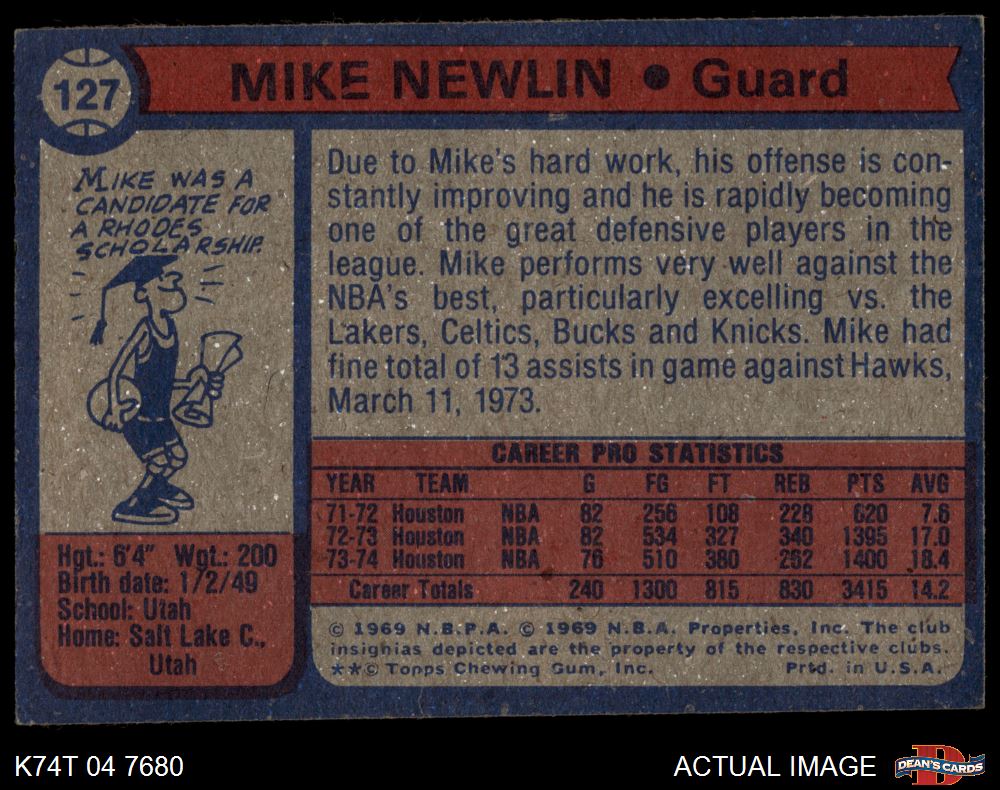 127
MIKE NEWLIN • Guard
MIKE WAS A
CANDIDATE FOR
A RHODES
SCHOLARSHIP.
Hgt.: 6'4" Wgt.: 200
Birth date: 1/2/49
School: Utah
Home: Salt Lake C.,
Utah
Due to Mike's hard work, his offense is con-
stantly improving and he is rapidly becoming
one of the great defensive players in the
league. Mike performs very well against the
NBA's best, particularly excelling vs. the
Lakers, Celtics, Bucks and Knicks. Mike had
fine total of 13 assists in game against Hawks,
March 11, 1973.
CAREER PRO STATISTICS
YEAR TEAM G FG FT REB PTS AVG
71-72 Houston NBA 82 256 108 228 620 7.6
72-73 Houston NBA 82 534 327 340 1395 17.0
73-74 Houston NBA 76 510 380 262 1400 18.4
Career Totals 240 1300 815 830 3415 14.2
© 1969 N.B.P.A. © 1969 N.B.A. Properties, Inc. The club
insignias depicted are the property of the respective clubs.
**© Topps Chewing Gum, Inc. Prtd. in U.S.A.
K74T 04 7680
ACTUAL IMAGE
D
DEAN'S CARDS